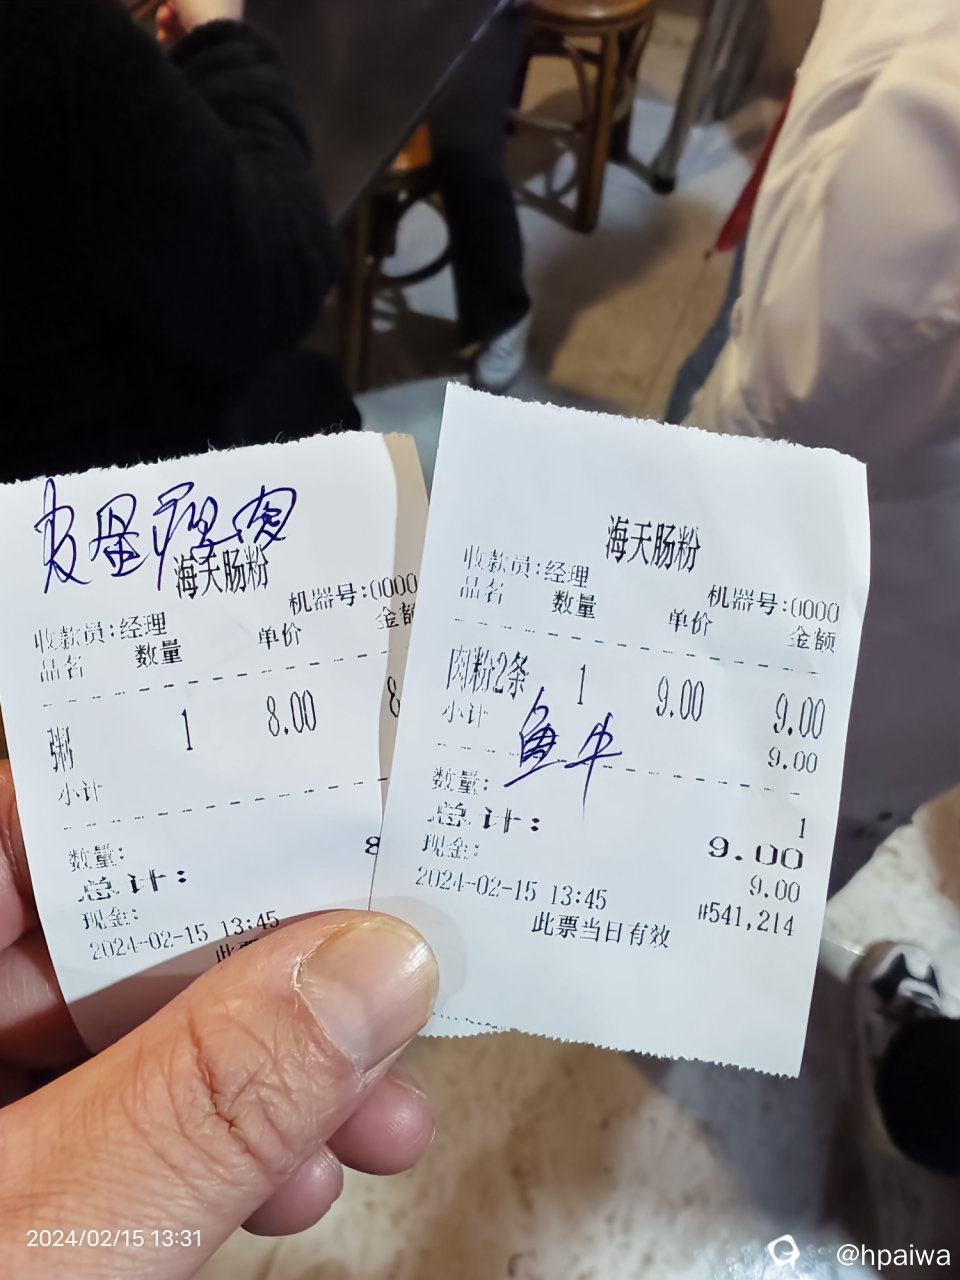 皮蛋瘦肉
海天肠粉
收款员:经理
机器号:0000
品名 数量 单价 金额
粥 1 8.00 8
小计
数量:
总计: 8
现金:
2024-02-15 13:45
此票
海天肠粉
收款员:经理 机器号:0000
品名 数量 单价 金额
肉粉2条 1 9.00 9.00
小计 9.00
鱼牛
数量: 1
总计: 9.00
现金: 9.00
2024-02-15 13:45 #541,214
此票当日有效
2024/02/15 13:31
@hpaiwa